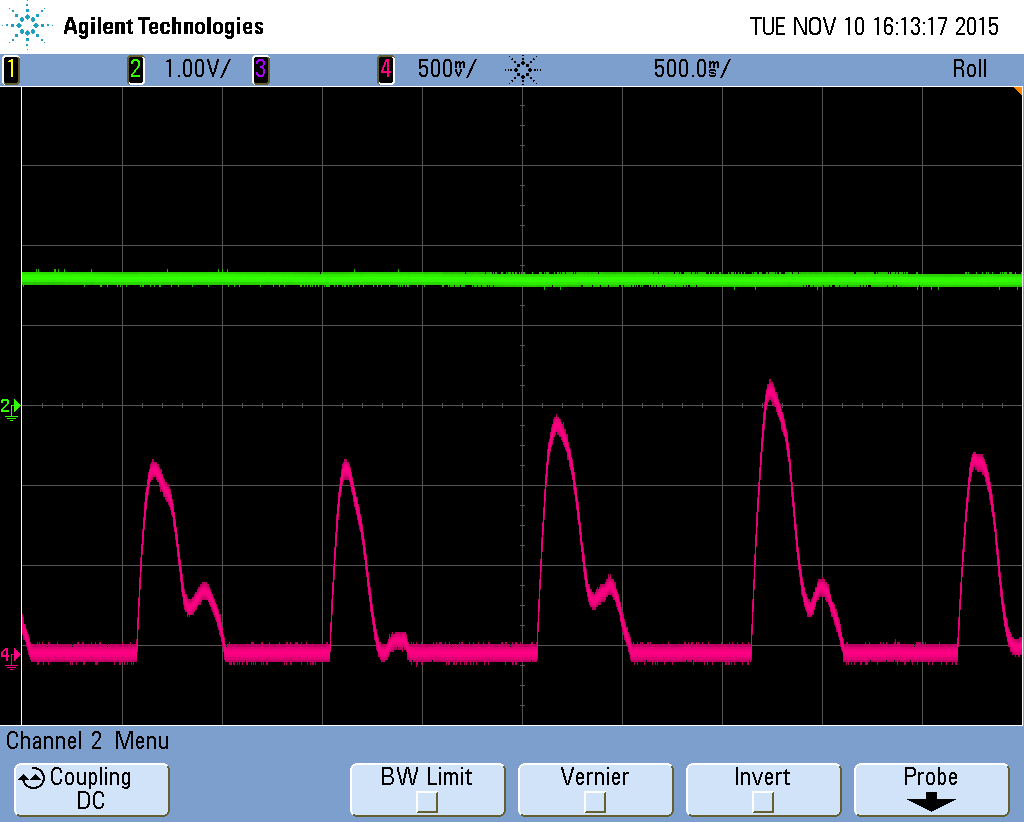 Agilent Technologies TUE NOV 10 16:13:17 2015
1 2 1.00V/ 3 4 500mV/ 500.0ms/ Roll
2
4
Channel 2 Menu
Coupling BW Limit Vernier Invert Probe
DC